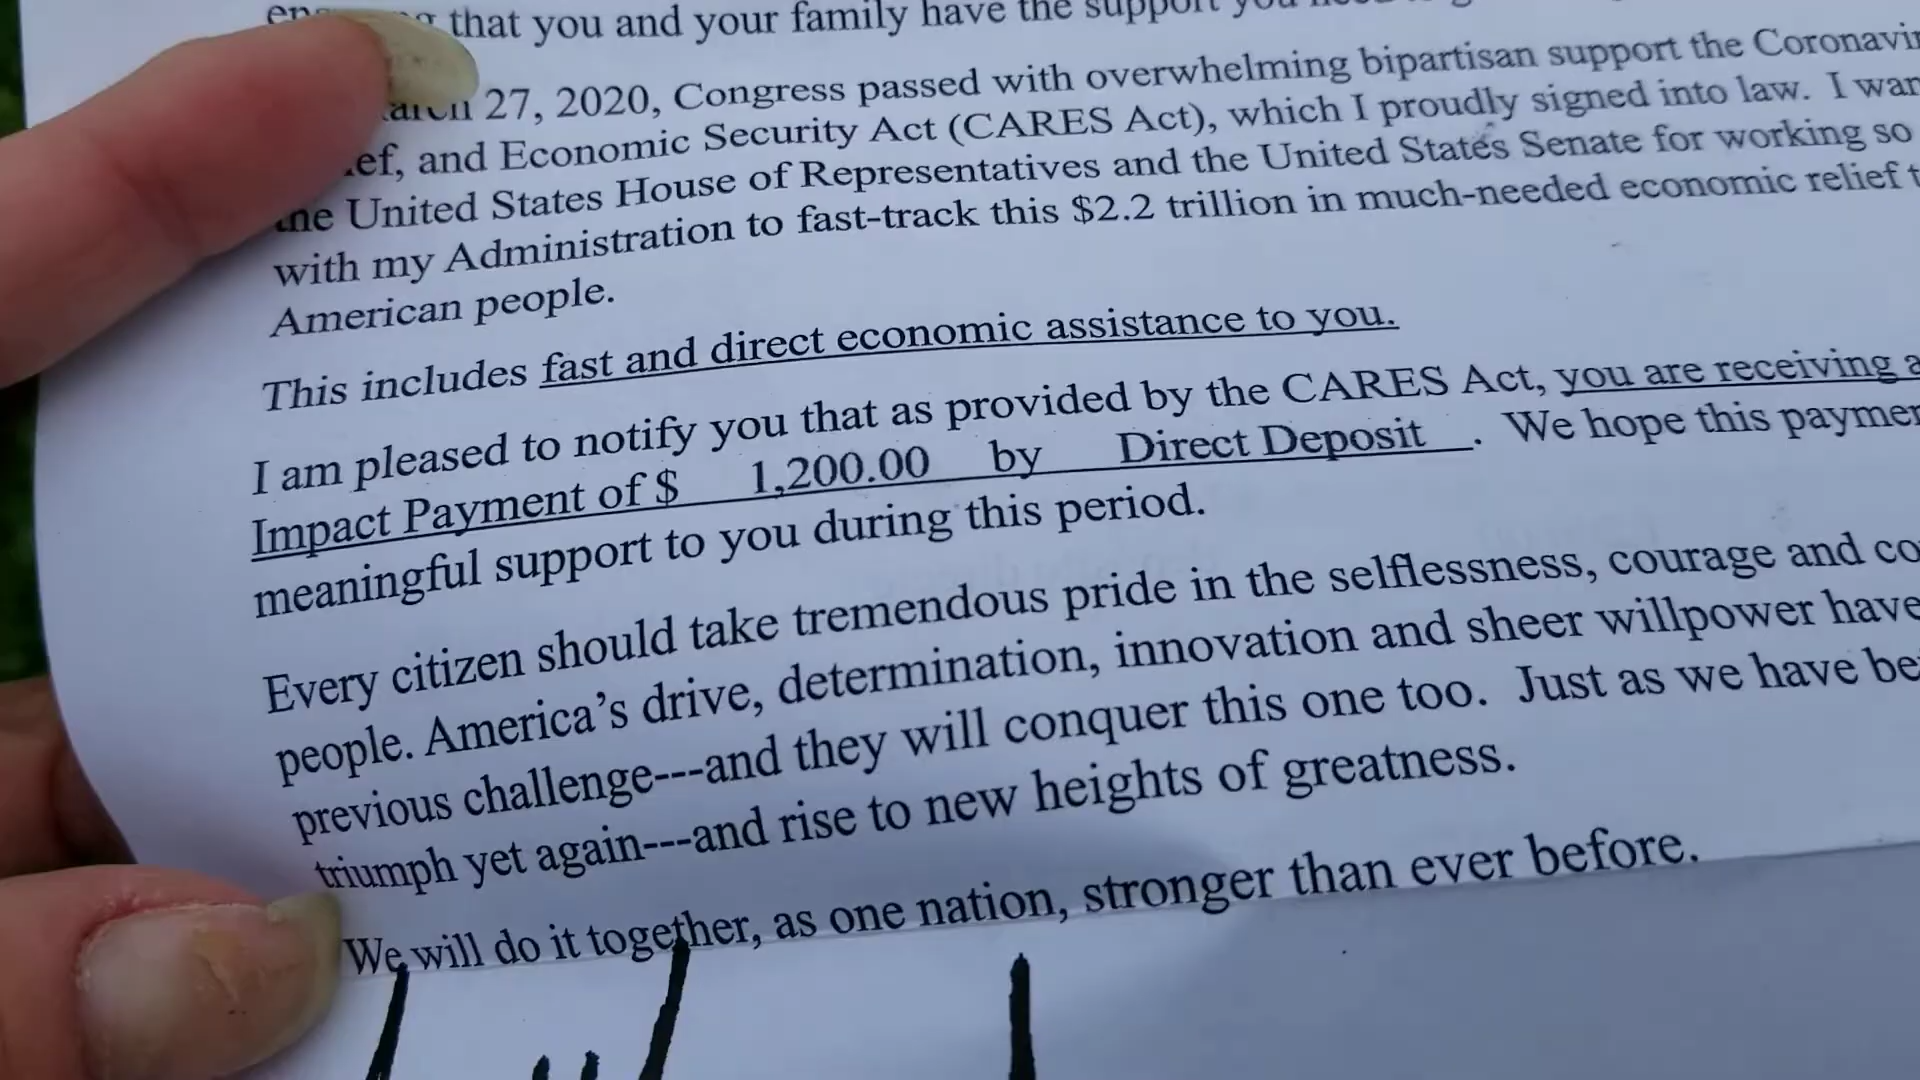 that you and your family have the support
27, 2020, Congress passed with overwhelming bipartisan support the Coronavir
ef, and Economic Security Act (CARES Act), which I proudly signed into law. I wan
the United States House of Representatives and the United States Senate for working so
with my Administration to fast-track this $2.2 trillion in much-needed economic relief t
American people.
This includes fast and direct economic assistance to you.
I am pleased to notify you that as provided by the CARES Act, you are receiving a
Impact Payment of $ 1,200.00 by Direct Deposit . We hope this paymen
meaningful support to you during this period.
Every citizen should take tremendous pride in the selflessness, courage and co
people. America’s drive, determination, innovation and sheer willpower have
previous challenge---and they will conquer this one too. Just as we have be
triumph yet again---and rise to new heights of greatness.
We will do it together, as one nation, stronger than ever before.